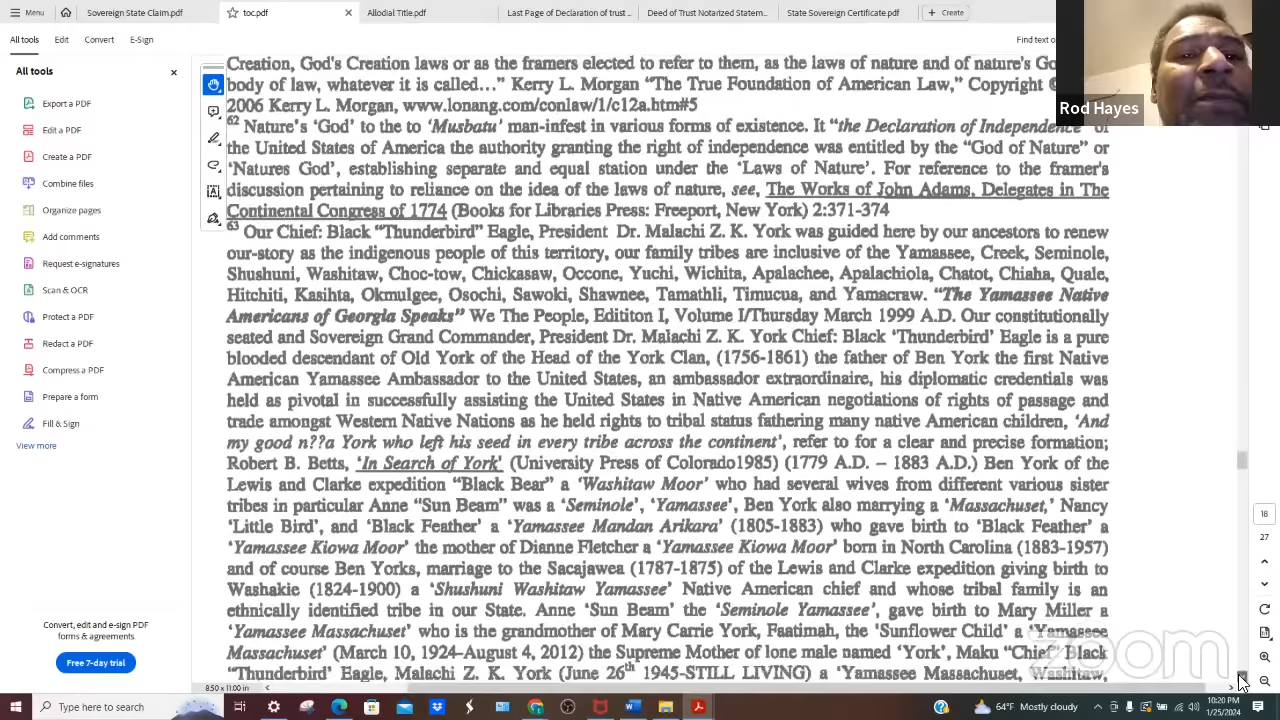 Menu
Sovereign State Claim.pdf
toc.pdf
Allodial Title.pdf
Last Page of Declaration of trust ...
Deed of Trust Notarized Statem...
State Sovereign Certificate.pdf
Create
All tools
Edit
Convert
E-Sign
Find text o
All tools
Export a PDF
Edit a PDF
Create a PDF
Combine files
Organize pages
Add comments
Request e-signatures
Scan & OCR
Protect a PDF
Redact a PDF
Compress a PDF
Prepare a form
Fill & Sign
View more
Convert, edit and e-sign PDF
forms & agreements
Free 7-day trial
Creation, God's Creation laws or as the framers elected to refer to them, as the laws of nature and of nature's Go
body of law, whatever it is called…" Kerry L. Morgan "The True Foundation of American Law," Copyright ©
2006 Kerry L. Morgan, www.lonang.com/conlaw/1/c12a.htm#5
62 Nature's 'God' to the to 'Musbatu' man-infest in various forms of existence. It "the Declaration of Independence" of
the United States of America the authority granting the right of independence was entitled by the "God of Nature" or
'Natures God', establishing separate and equal station under the 'Laws of Nature'. For reference to the framer's
discussion pertaining to reliance on the idea of the laws of nature, see, The Works of John Adams, Delegates in The
Continental Congress of 1774 (Books for Libraries Press: Freeport, New York) 2:371-374
63 Our Chief: Black "Thunderbird" Eagle, President Dr. Malachi Z. K. York was guided here by our ancestors to renew
our-story as the indigenous people of this territory, our family tribes are inclusive of the Yamassee, Creek, Seminole,
Shushuni, Washitaw, Choc-tow, Chickasaw, Occone, Yuchi, Wichita, Apalachee, Apalachiola, Chatot, Chiaha, Quale,
Hitchiti, Kasihta, Okmulgee, Osochi, Sawoki, Shawnee, Tamathli, Timucua, and Yamacraw. "The Yamassee Native
Americans of Georgia Speaks" We The People, Edititon I, Volume I/Thursday March 1999 A.D. Our constitutionally
seated and Sovereign Grand Commander, President Dr. Malachi Z. K. York Chief: Black 'Thunderbird' Eagle is a pure
blooded descendant of Old York of the Head of the York Clan, (1756-1861) the father of Ben York the first Native
American Yamassee Ambassador to the United States, an ambassador extraordinaire, his diplomatic credentials was
held as pivotal in successfully assisting the United States in Native American negotiations of rights of passage and
trade amongst Western Native Nations as he held rights to tribal status fathering many native American children, 'And
my good n??a York who left his seed in every tribe across the continent', refer to for a clear and precise formation;
Robert B. Betts, 'In Search of York' (University Press of Colorado1985) (1779 A.D. – 1883 A.D.) Ben York of the
Lewis and Clarke expedition "Black Bear" a 'Washitaw Moor' who had several wives from different various sister
tribes in particular Anne "Sun Beam" was a 'Seminole', 'Yamassee', Ben York also marrying a 'Massachuset,' Nancy
'Little Bird', and 'Black Feather' a 'Yamassee Mandan Arikara' (1805-1883) who gave birth to 'Black Feather' a
'Yamassee Kiowa Moor' the mother of Dianne Fletcher a 'Yamassee Kiowa Moor' born in North Carolina (1883-1957)
and of course Ben Yorks, marriage to the Sacajawea (1787-1875) of the Lewis and Clarke expedition giving birth to
Washakie (1824-1900) a 'Shushuni Washitaw Yamassee' Native American chief and whose tribal family is an
ethnically identified tribe in our State. Anne 'Sun Beam' the 'Seminole Yamassee', gave birth to Mary Miller a
'Yamassee Massachuset' who is the grandmother of Mary Carrie York, Faatimah, the 'Sunflower Child' a 'Yamassee
Massachuset' (March 10, 1924–August 4, 2012) the Supreme Mother of lone male named 'York', Maku "Chief" Black
"Thunderbird" Eagle, Malachi Z. K. York (June 26th 1945-STILL LIVING) a 'Yamassee Massachuset, Washitaw,
8.50 x 11.00 in
Rod Hayes
18
27
zoom
Type here to search
64°F Mostly cloudy
10:20 PM
1/25/2024